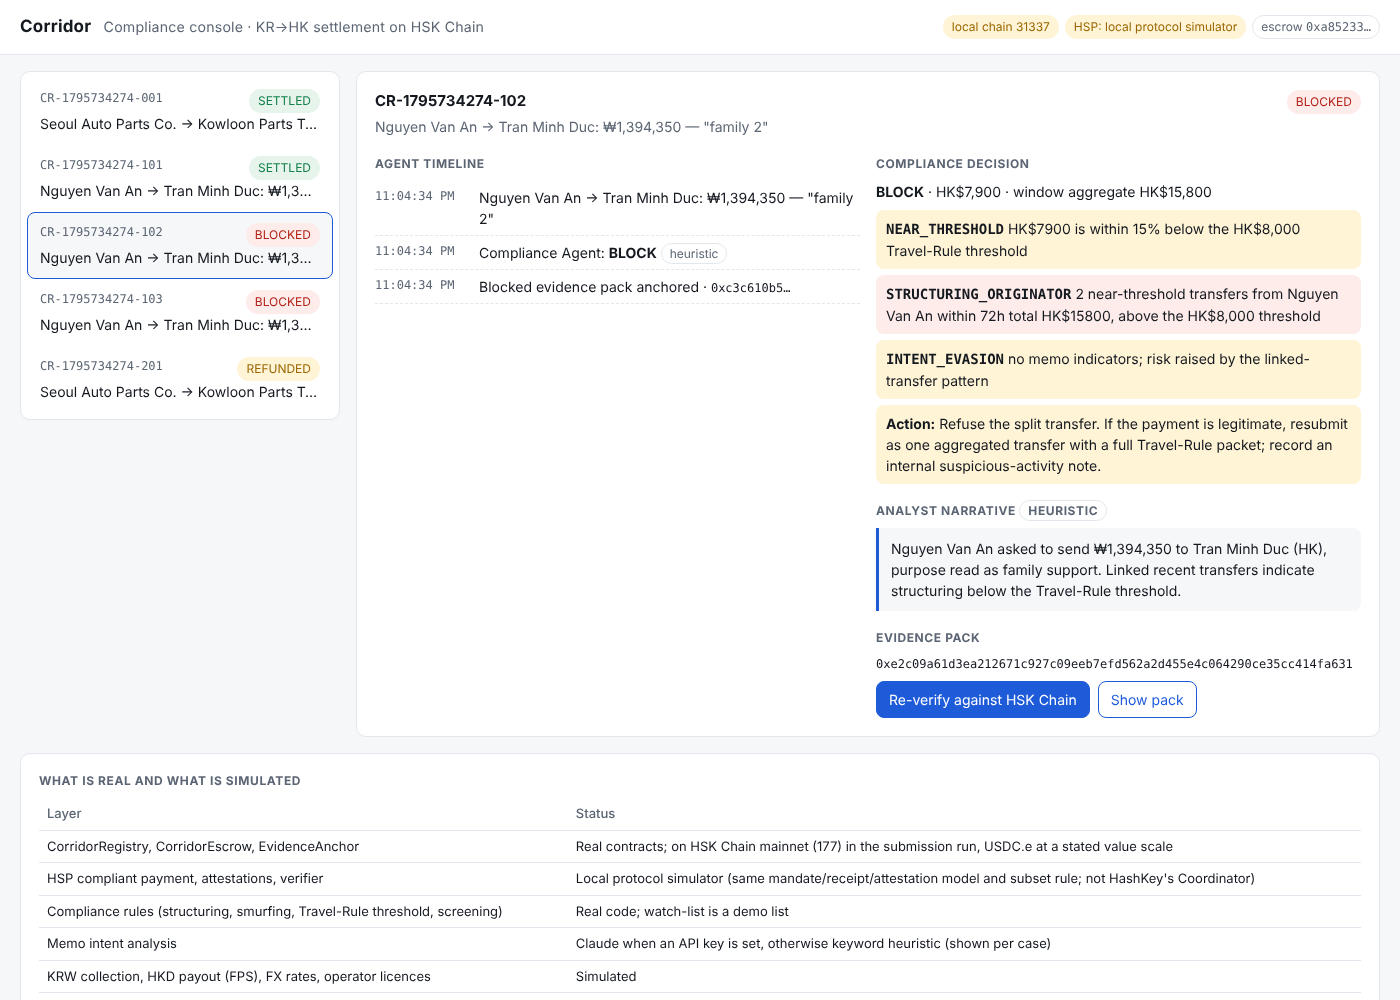 Corridor Compliance console · KR→HK settlement on HSK Chain
local chain 31337
HSP: local protocol simulator
escrow 0xa85233…
CR-1795734274-001
SETTLED
Seoul Auto Parts Co. → Kowloon Parts T...
CR-1795734274-101
SETTLED
Nguyen Van An → Tran Minh Duc: ₩1,3...
CR-1795734274-102
BLOCKED
Nguyen Van An → Tran Minh Duc: ₩1,3...
CR-1795734274-103
BLOCKED
Nguyen Van An → Tran Minh Duc: ₩1,3...
CR-1795734274-201
REFUNDED
Seoul Auto Parts Co. → Kowloon Parts T...
CR-1795734274-102
BLOCKED
Nguyen Van An → Tran Minh Duc: ₩1,394,350 — "family 2"
AGENT TIMELINE
11:04:34 PM Nguyen Van An → Tran Minh Duc: ₩1,394,350 — "family
2"
11:04:34 PM Compliance Agent: BLOCK heuristic
11:04:34 PM Blocked evidence pack anchored · 0xc3c610b5…
COMPLIANCE DECISION
BLOCK · HK$7,900 · window aggregate HK$15,800
NEAR_THRESHOLD HK$7900 is within 15% below the HK$8,000
Travel-Rule threshold
STRUCTURING_ORIGINATOR 2 near-threshold transfers from Nguyen
Van An within 72h total HK$15800, above the HK$8,000 threshold
INTENT_EVASION no memo indicators; risk raised by the linked-
transfer pattern
Action: Refuse the split transfer. If the payment is legitimate, resubmit
as one aggregated transfer with a full Travel-Rule packet; record an
internal suspicious-activity note.
ANALYST NARRATIVE HEURISTIC
Nguyen Van An asked to send ₩1,394,350 to Tran Minh Duc (HK),
purpose read as family support. Linked recent transfers indicate
structuring below the Travel-Rule threshold.
EVIDENCE PACK
0xe2c09a61d3ea212671c927c09eeb7efd562a2d455e4c064290ce35cc414fa631
Re-verify against HSK Chain
Show pack
WHAT IS REAL AND WHAT IS SIMULATED
Layer Status
CorridorRegistry, CorridorEscrow, EvidenceAnchor Real contracts; on HSK Chain mainnet (177) in the submission run, USDC.e at a stated value scale
HSP compliant payment, attestations, verifier Local protocol simulator (same mandate/receipt/attestation model and subset rule; not HashKey's Coordinator)
Compliance rules (structuring, smurfing, Travel-Rule threshold, screening) Real code; watch-list is a demo list
Memo intent analysis Claude when an API key is set, otherwise keyword heuristic (shown per case)
KRW collection, HKD payout (FPS), FX rates, operator licences Simulated